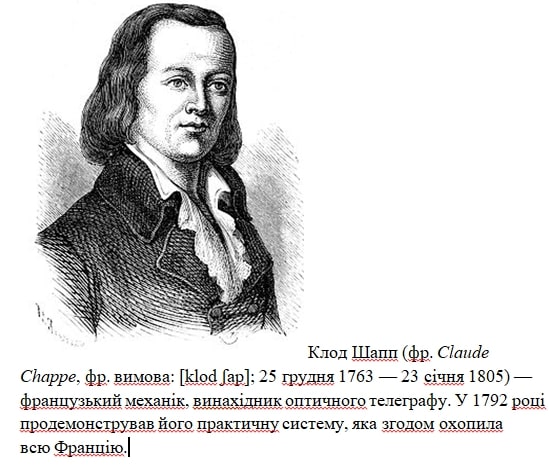 Клод Шапп (фр. Claude
Chappe, фр. вимова: [klod ʃap]; 25 грудня 1763 — 23 січня 1805) —
французький механік, винахідник оптичного телеграфу. У 1792 році
продемонстрував його практичну систему, яка згодом охопила
всю Францію.